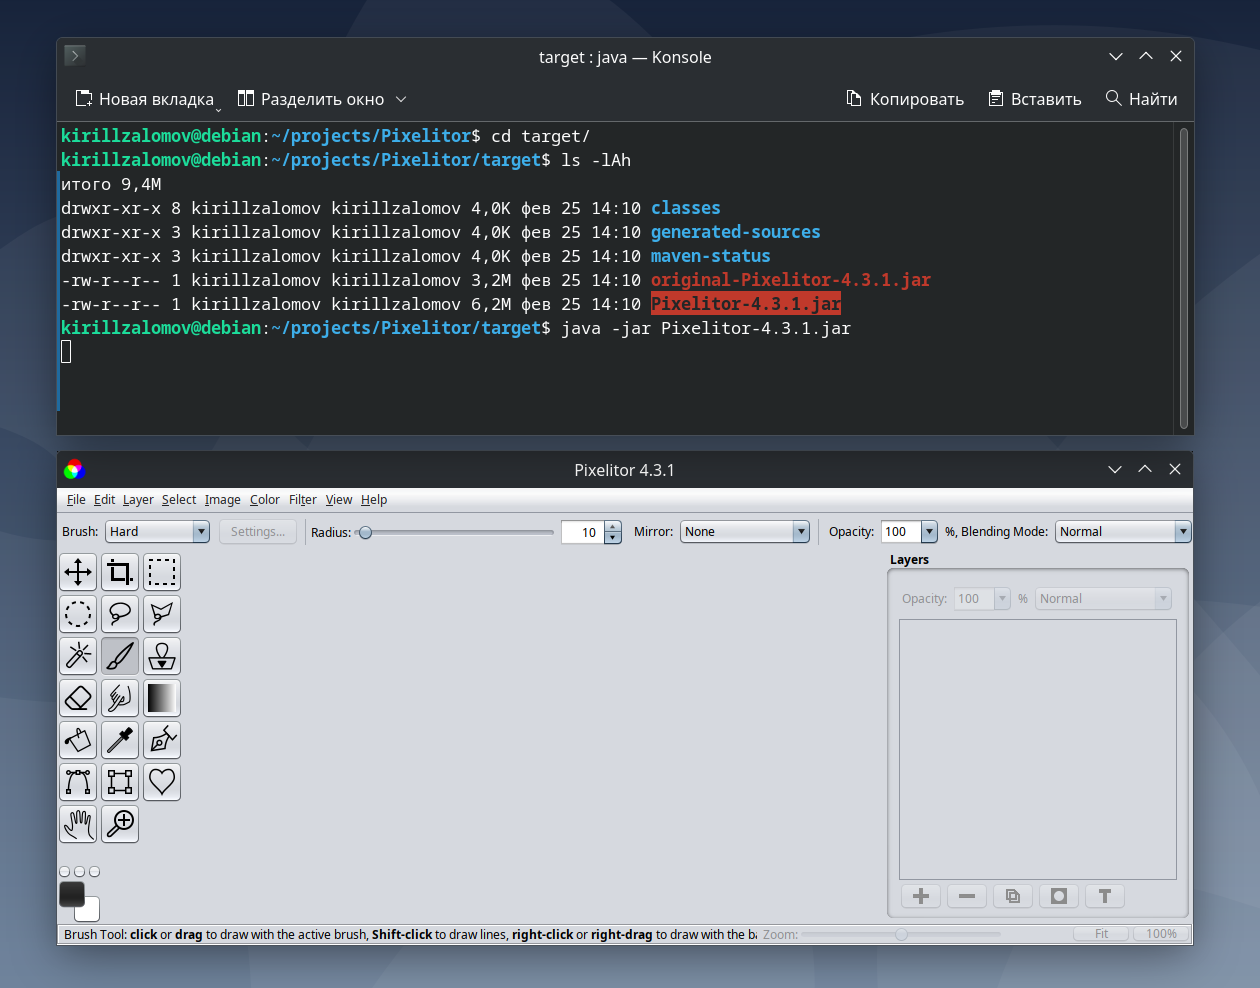 target : java — Konsole
Новая вкладка Разделить окно Копировать Вставить Найти
kirillzalomov@debian:~/projects/Pixelitor$ cd target/
kirillzalomov@debian:~/projects/Pixelitor/target$ ls -lAh
итого 9,4M
drwxr-xr-x 8 kirillzalomov kirillzalomov 4,0K фев 25 14:10 classes
drwxr-xr-x 3 kirillzalomov kirillzalomov 4,0K фев 25 14:10 generated-sources
drwxr-xr-x 3 kirillzalomov kirillzalomov 4,0K фев 25 14:10 maven-status
-rw-r--r-- 1 kirillzalomov kirillzalomov 3,2M фев 25 14:10 original-Pixelitor-4.3.1.jar
-rw-r--r-- 1 kirillzalomov kirillzalomov 6,2M фев 25 14:10 Pixelitor-4.3.1.jar
kirillzalomov@debian:~/projects/Pixelitor/target$ java -jar Pixelitor-4.3.1.jar
Pixelitor 4.3.1
File Edit Layer Select Image Color Filter View Help
Brush: Hard Settings... Radius: 10 Mirror: None Opacity: 100 %, Blending Mode: Normal
Layers
Opacity: 100 % Normal
T
Brush Tool: click or drag to draw with the active brush, Shift-click to draw lines, right-click or right-drag to draw with the ba Zoom: Fit 100%